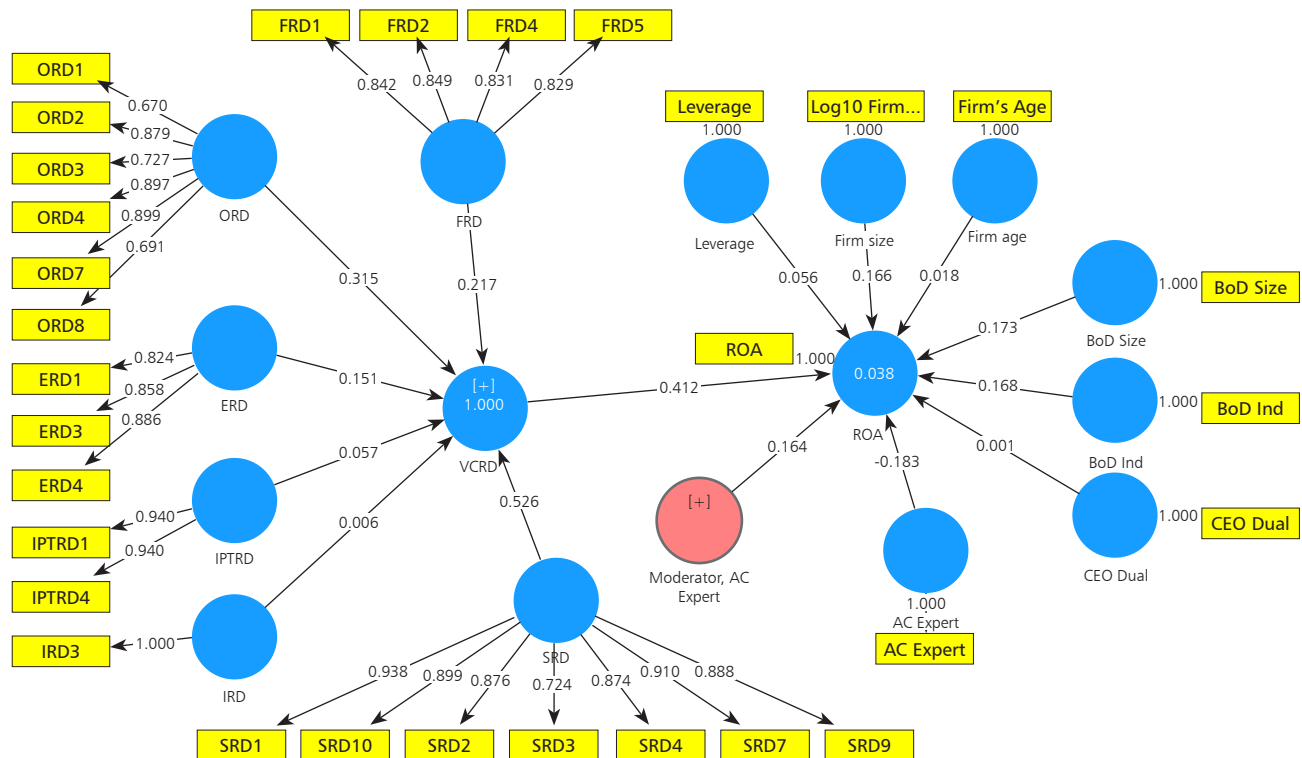 FRD1 FRD2 FRD4 FRD5
ORD1
ORD2
ORD3
ORD4
ORD7
ORD8
0.670
0.879
0.727
0.897
0.899
0.691
ORD
0.842 0.849 0.831 0.829
FRD
0.315
0.217
ERD1
ERD3
ERD4
0.824
0.858
0.886
ERD
0.151
IPTRD1
IPTRD4
0.940
0.940
IPTRD
0.057
IRD3
1.000
IRD
0.006
[+]
1.000
VCRD
0.526
SRD
0.938 0.899 0.876 0.724 0.874 0.910 0.888
SRD1 SRD10 SRD2 SRD3 SRD4 SRD7 SRD9
0.412
Leverage Log10 Firm... Firm's Age
1.000 1.000 1.000
Leverage Firm size Firm age
0.056 0.166 0.018
ROA
1.000
0.038
ROA
0.173
BoD Size
1.000
BoD Size
0.168
BoD Ind
1.000
BoD Ind
0.001
CEO Dual
1.000
CEO Dual
0.164
[+]
Moderator, AC
Expert
-0.183
1.000
AC Expert
AC Expert